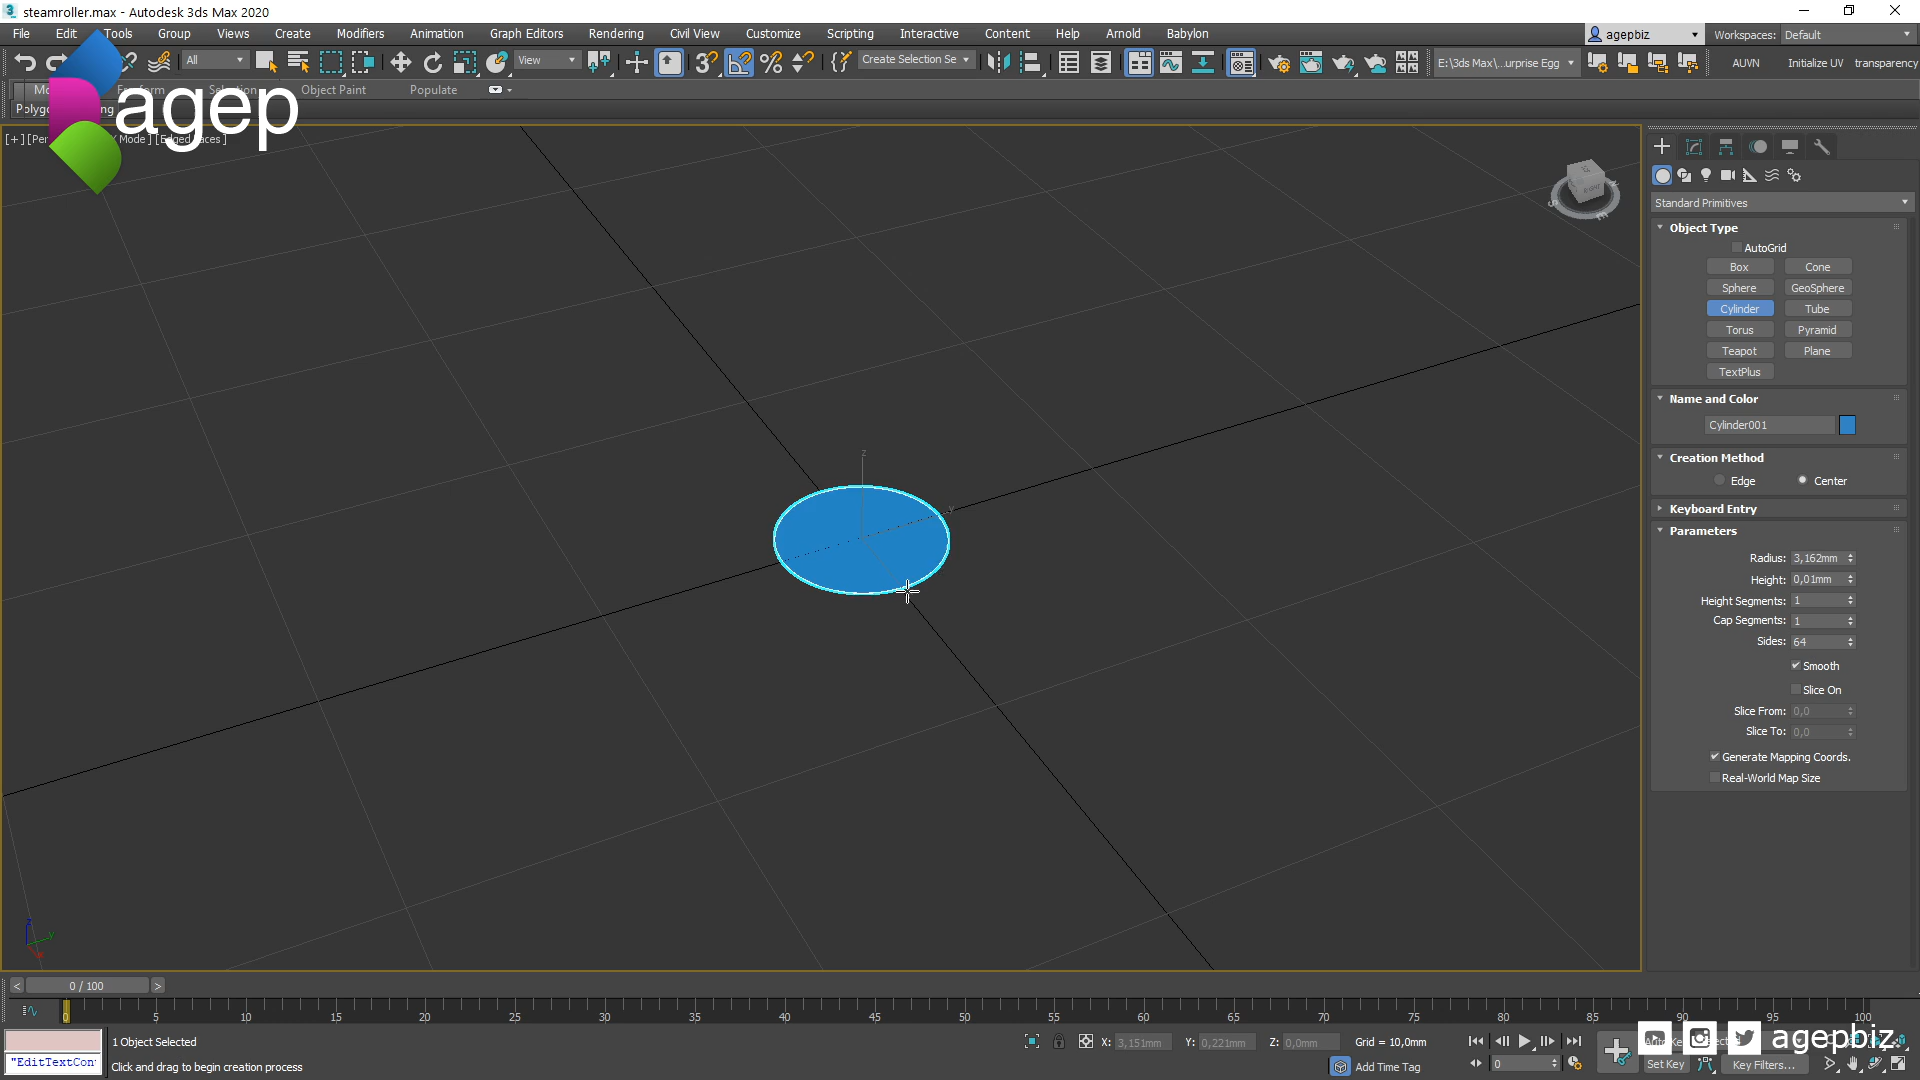 steamroller.max - Autodesk 3ds Max 2020
File Edit Tools Group Views Create Modifiers Animation Graph Editors Rendering Civil View Customize Scripting Interactive Content Help Arnold Babylon
agepbiz Workspaces: Default
All View Create Selection Se E:\3ds Max\...urprise Egg AUVN Initialize UV transparency
Object Paint Populate
agep
Standard Primitives
Object Type
AutoGrid
Box Cone
Sphere GeoSphere
Cylinder Tube
Torus Pyramid
Teapot Plane
TextPlus
Name and Color
Cylinder001
Creation Method
Edge Center
Keyboard Entry
Parameters
Radius: 3,162mm
Height: 0,01mm
Height Segments: 1
Cap Segments: 1
Sides: 64
Smooth
Slice On
Slice From: 0,0
Slice To: 0,0
Generate Mapping Coords.
Real-World Map Size
z
y
0 / 100
0 5 10 15 20 25 30 35 40 45 50 55 60 65 70 75 80 85 90 95 100
1 Object Selected
X: 3,151mm Y: 0,221mm Z: 0,0mm Grid = 10,0mm
agepbiz
"EditTextCon
Click and drag to begin creation process
Add Time Tag
0
Set Key Key Filters...